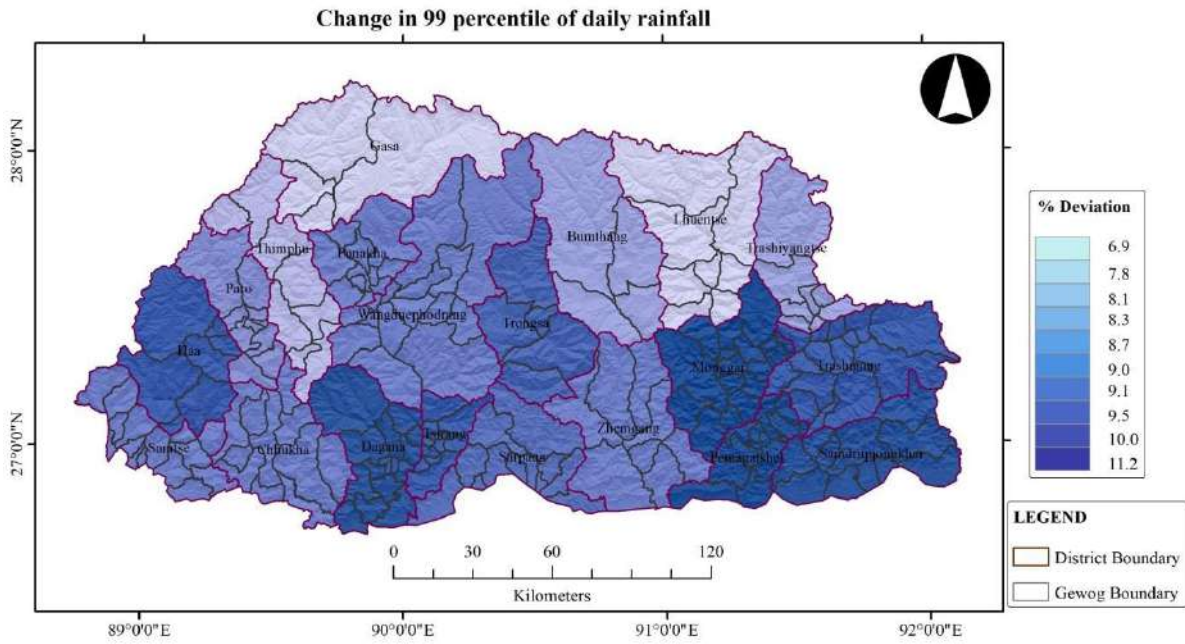 Change in 99 percentile of daily rainfall
28°0'0"N
27°0'0"N
Gasa
Thimphu
Punakha
Bumthang
Lhuentse
Trashiyangtse
Paro
Wangduephodrang
Trongsa
Haa
Monggar
Trashigang
Samtse
Chhukha
Dagana
Tsirang
Sarpang
Zhemgang
Pemagatshel
Samdrupjongkhar
0 30 60 120
Kilometers
89°0'0"E 90°0'0"E 91°0'0"E 92°0'0"E
% Deviation
6.9
7.8
8.1
8.3
8.7
9.0
9.1
9.5
10.0
11.2
LEGEND
District Boundary
Gewog Boundary